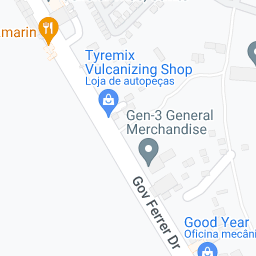 marin
Tyremix
Vulcanizing Shop
Loja de autopeças
Gen-3 General
Merchandise
Gov Ferrer Dr
Good Year
Oficina mecâni